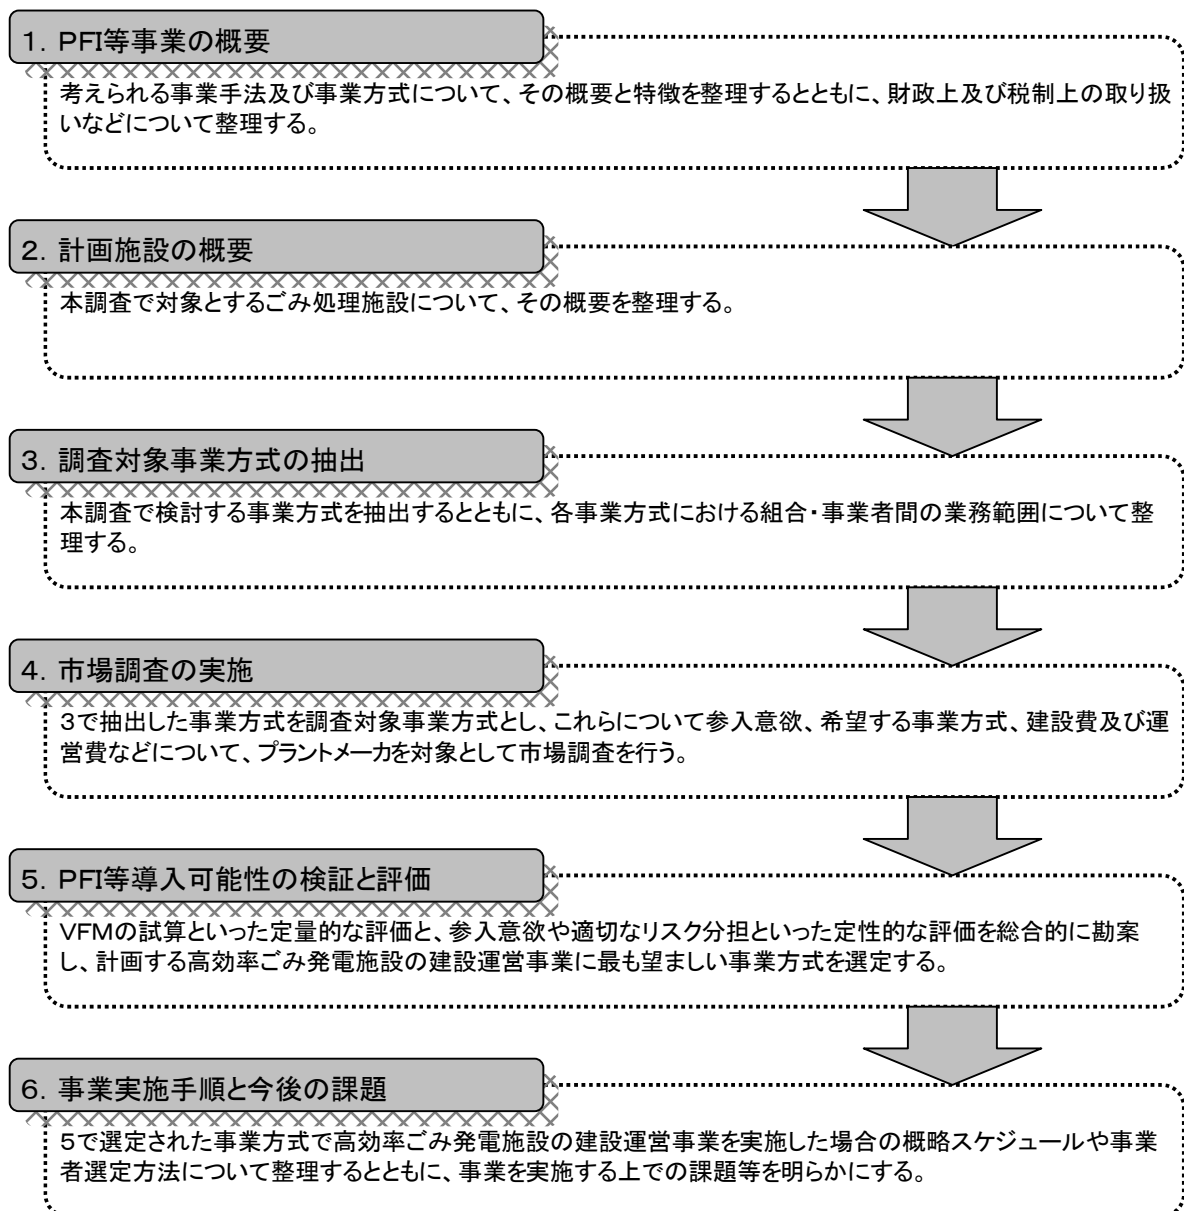 １．ＰＦＩ等事業の概要
考えられる事業手法及び事業方式について、その概要と特徴を整理するとともに、財政上及び税制上の取り扱
いなどについて整理する。
２．計画施設の概要
本調査で対象とするごみ処理施設について、その概要を整理する。
３．調査対象事業方式の抽出
本調査で検討する事業方式を抽出するとともに、各事業方式における組合・事業者間の業務範囲について整
理する。
４．市場調査の実施
３で抽出した事業方式を調査対象事業方式とし、これらについて参入意欲、希望する事業方式、建設費及び運
営費などについて、プラントメーカを対象として市場調査を行う。
５．ＰＦＩ等導入可能性の検証と評価
ＶＦＭの試算といった定量的な評価と、参入意欲や適切なリスク分担といった定性的な評価を総合的に勘案
し、計画する高効率ごみ発電施設の建設運営事業に最も望ましい事業方式を選定する。
６．事業実施手順と今後の課題
５で選定された事業方式で高効率ごみ発電施設の建設運営事業を実施した場合の概略スケジュールや事業
者選定方法について整理するとともに、事業を実施する上での課題等を明らかにする。